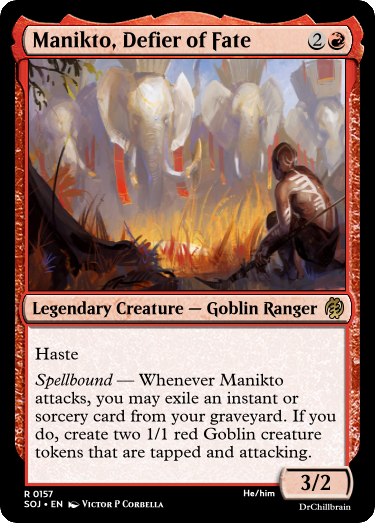 Manikto, Defier of Fate 2
Legendary Creature — Goblin Ranger
Haste
Spellbound — Whenever Manikto
attacks, you may exile an instant or
sorcery card from your graveyard. If you
do, create two 1/1 red Goblin creature
tokens that are tapped and attacking.
3/2
R 0157
SOJ • EN Victor P Corbella
He/him
DrChillbrain